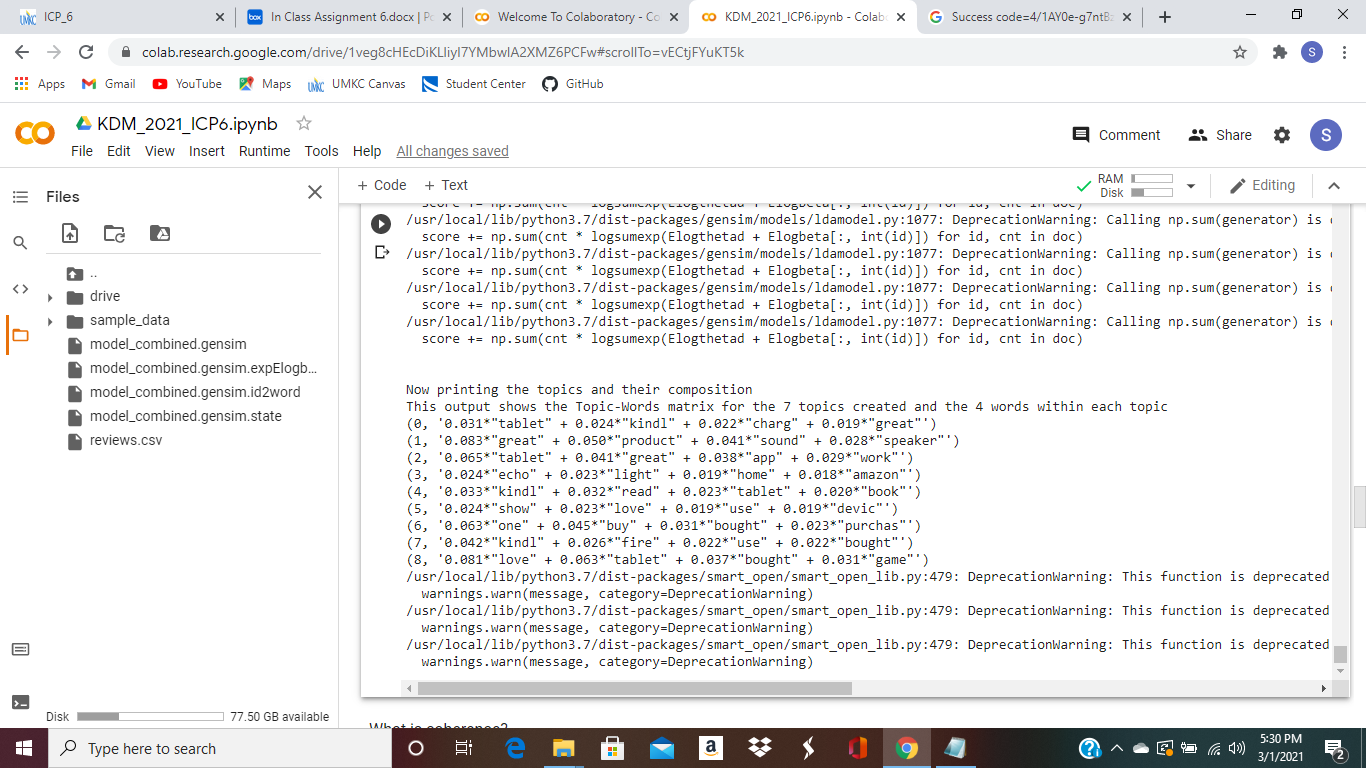 ICP_6
In Class Assignment 6.docx | Po
Welcome To Colaboratory - Co
KDM_2021_ICP6.ipynb - Colab
Success code=4/1AY0e-g7ntB
colab.research.google.com/drive/1veg8cHEcDiKLIiyI7YMbwlA2XMZ6PCFw#scrollTo=vECtjFYuKT5k
S
Apps
Gmail
YouTube
Maps
UMKC Canvas
Student Center
GitHub
KDM_2021_ICP6.ipynb
Comment
Share
S
File Edit View Insert Runtime Tools Help All changes saved
Files
+ Code + Text
RAM
Disk
Editing
..
drive
sample_data
model_combined.gensim
model_combined.gensim.expElogb...
model_combined.gensim.id2word
model_combined.gensim.state
reviews.csv
Disk
77.50 GB available
score += np.sum(cnt * logsumexp(Elogthetad + Elogbeta[:, int(id)]) for id, cnt in doc)
/usr/local/lib/python3.7/dist-packages/gensim/models/ldamodel.py:1077: DeprecationWarning: Calling np.sum(generator) is
score += np.sum(cnt * logsumexp(Elogthetad + Elogbeta[:, int(id)]) for id, cnt in doc)
/usr/local/lib/python3.7/dist-packages/gensim/models/ldamodel.py:1077: DeprecationWarning: Calling np.sum(generator) is
score += np.sum(cnt * logsumexp(Elogthetad + Elogbeta[:, int(id)]) for id, cnt in doc)
/usr/local/lib/python3.7/dist-packages/gensim/models/ldamodel.py:1077: DeprecationWarning: Calling np.sum(generator) is
score += np.sum(cnt * logsumexp(Elogthetad + Elogbeta[:, int(id)]) for id, cnt in doc)
/usr/local/lib/python3.7/dist-packages/gensim/models/ldamodel.py:1077: DeprecationWarning: Calling np.sum(generator) is
score += np.sum(cnt * logsumexp(Elogthetad + Elogbeta[:, int(id)]) for id, cnt in doc)
Now printing the topics and their composition
This output shows the Topic-Words matrix for the 7 topics created and the 4 words within each topic
(0, '0.031*"tablet" + 0.024*"kindl" + 0.022*"charg" + 0.019*"great"')
(1, '0.083*"great" + 0.050*"product" + 0.041*"sound" + 0.028*"speaker"')
(2, '0.065*"tablet" + 0.041*"great" + 0.038*"app" + 0.029*"work"')
(3, '0.024*"echo" + 0.023*"light" + 0.019*"home" + 0.018*"amazon"')
(4, '0.033*"kindl" + 0.032*"read" + 0.023*"tablet" + 0.020*"book"')
(5, '0.024*"show" + 0.023*"love" + 0.019*"use" + 0.019*"devic"')
(6, '0.063*"one" + 0.045*"buy" + 0.031*"bought" + 0.023*"purchas"')
(7, '0.042*"kindl" + 0.026*"fire" + 0.022*"use" + 0.022*"bought"')
(8, '0.081*"love" + 0.063*"tablet" + 0.037*"bought" + 0.031*"game"')
/usr/local/lib/python3.7/dist-packages/smart_open/smart_open_lib.py:479: DeprecationWarning: This function is deprecated
warnings.warn(message, category=DeprecationWarning)
/usr/local/lib/python3.7/dist-packages/smart_open/smart_open_lib.py:479: DeprecationWarning: This function is deprecated
warnings.warn(message, category=DeprecationWarning)
/usr/local/lib/python3.7/dist-packages/smart_open/smart_open_lib.py:479: DeprecationWarning: This function is deprecated
warnings.warn(message, category=DeprecationWarning)
What is coherence?
Type here to search
5:30 PM
3/1/2021
2